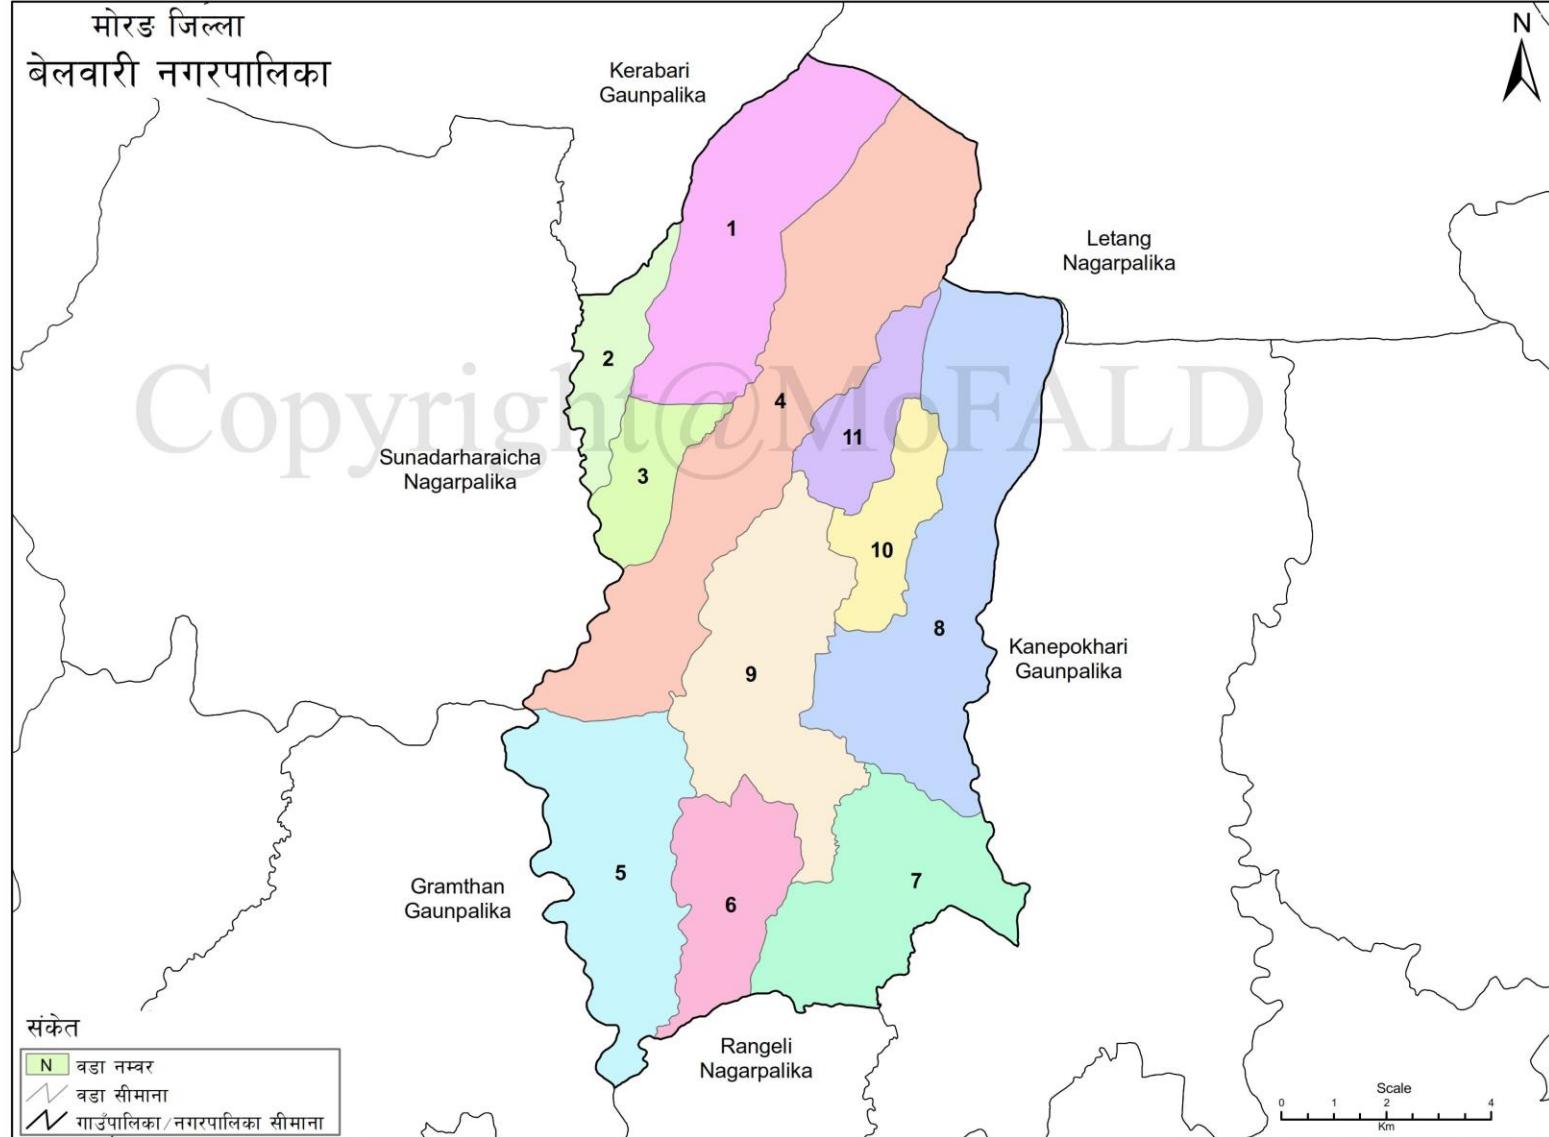 मोरङ जिल्ला
बेलवारी नगरपालिका
N
Kerabari
Gaunpalika
Letang
Nagarpalika
1
2
4
Copyright@MoFALD
11
Sunadarharaicha
Nagarpalika
3
10
8
Kanepokhari
Gaunpalika
9
5
7
Gramthan
Gaunpalika
6
संकेत
N वडा नम्वर
वडा सीमाना
गाउँपालिका/नगरपालिका सीमाना
Rangeli
Nagarpalika
Scale
0 1 2 4
Km